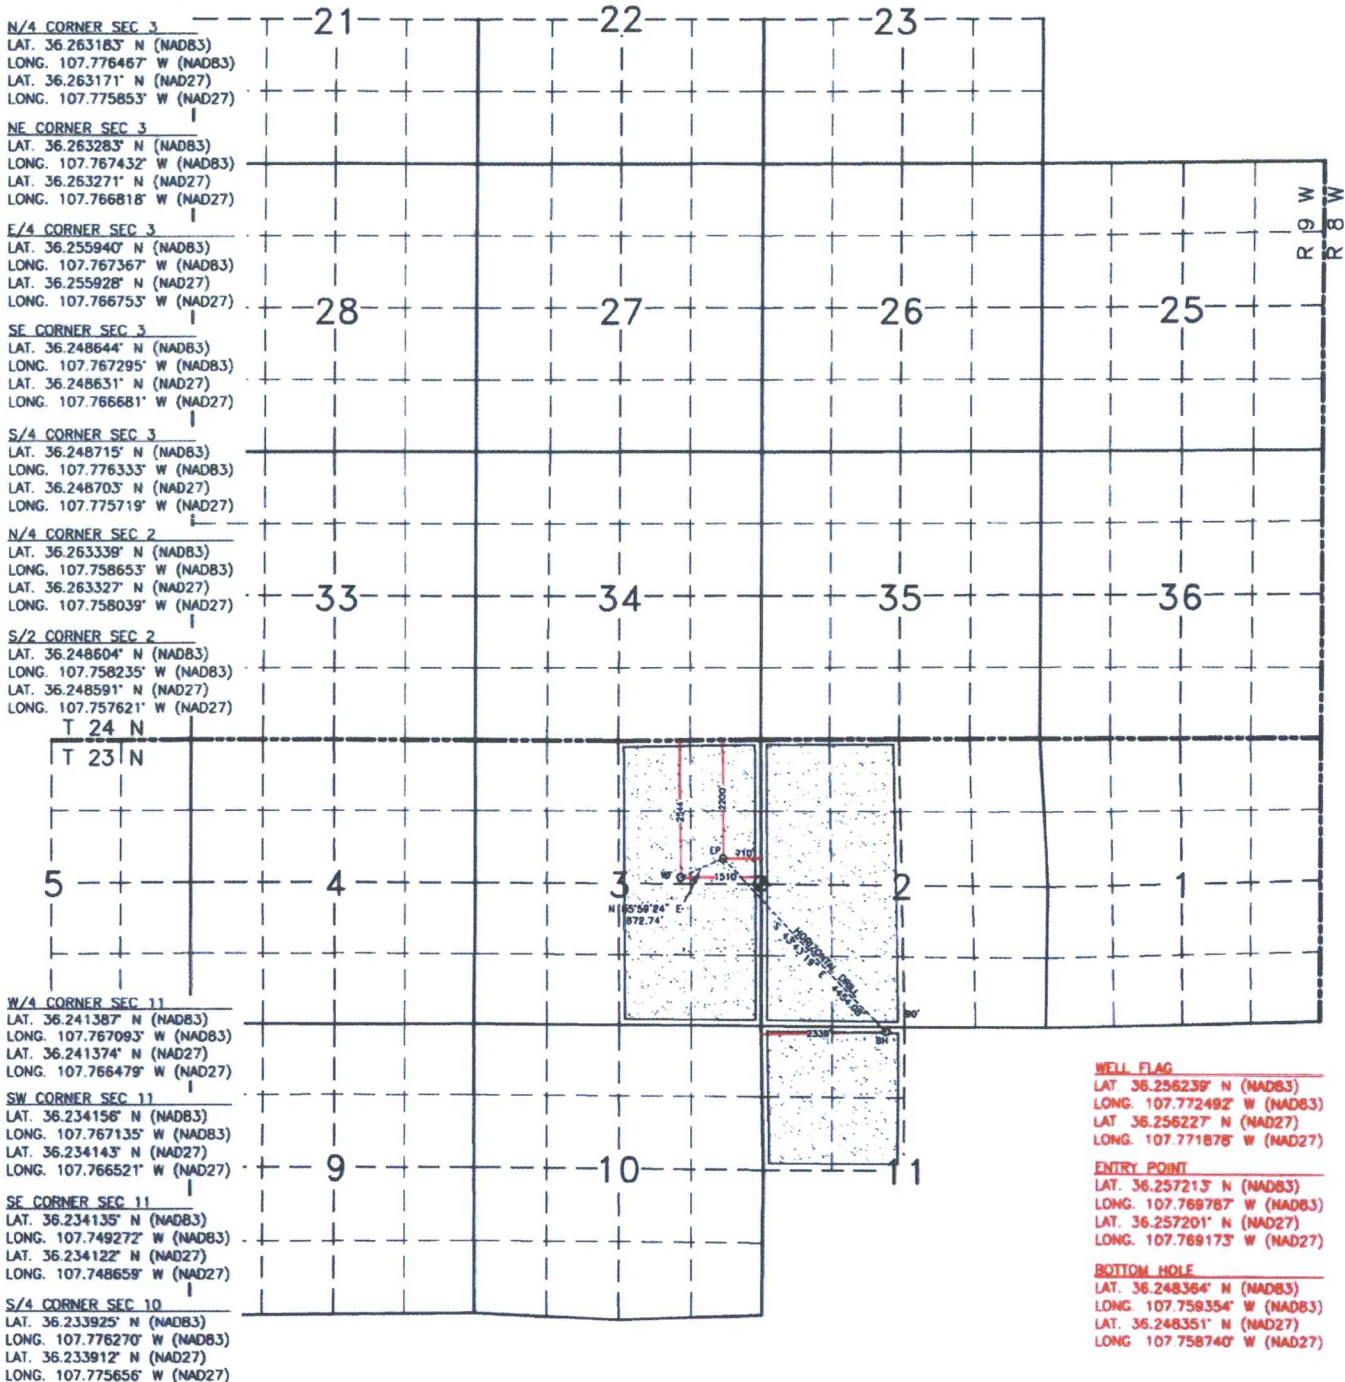 N/4 CORNER SEC 3
LAT. 36.263183° N (NAD83)
LONG. 107.776467° W (NAD83)
LAT. 36.263171° N (NAD27)
LONG. 107.775853° W (NAD27)
NE CORNER SEC 3
LAT. 36.263283° N (NAD83)
LONG. 107.767432° W (NAD83)
LAT. 36.263271° N (NAD27)
LONG. 107.766818° W (NAD27)
E/4 CORNER SEC 3
LAT. 36.255940° N (NAD83)
LONG. 107.767367° W (NAD83)
LAT. 36.255928° N (NAD27)
LONG. 107.766753° W (NAD27)
SE CORNER SEC 3
LAT. 36.248644° N (NAD83)
LONG. 107.767295° W (NAD83)
LAT. 36.248631° N (NAD27)
LONG. 107.766681° W (NAD27)
S/4 CORNER SEC 3
LAT. 36.248715° N (NAD83)
LONG. 107.776333° W (NAD83)
LAT. 36.248703° N (NAD27)
LONG. 107.775719° W (NAD27)
N/4 CORNER SEC 2
LAT. 36.263339° N (NAD83)
LONG. 107.758653° W (NAD83)
LAT. 36.263327° N (NAD27)
LONG. 107.758039° W (NAD27)
S/2 CORNER SEC 2
LAT. 36.248604° N (NAD83)
LONG. 107.758235° W (NAD83)
LAT. 36.248591° N (NAD27)
LONG. 107.757621° W (NAD27)
T 24 N
T 23 N
W/4 CORNER SEC 11
LAT. 36.241387° N (NAD83)
LONG. 107.767093° W (NAD83)
LAT. 36.241374° N (NAD27)
LONG. 107.766479° W (NAD27)
SW CORNER SEC 11
LAT. 36.234156° N (NAD83)
LONG. 107.767135° W (NAD83)
LAT. 36.234143° N (NAD27)
LONG. 107.766521° W (NAD27)
SE CORNER SEC 11
LAT. 36.234135° N (NAD83)
LONG. 107.749272° W (NAD83)
LAT. 36.234122° N (NAD27)
LONG. 107.748659° W (NAD27)
S/4 CORNER SEC 10
LAT. 36.233925° N (NAD83)
LONG. 107.776270° W (NAD83)
LAT. 36.233912° N (NAD27)
LONG. 107.775656° W (NAD27)
21 22 23
R 9 W
R 8 W
28 27 26 25
33 34 35 36
2544'
2200'
EP 710'
WF 1510'
5 4 3 2 1
N 65°59'24" E
872.74'
HORIZONTAL DRILL
S 43°43'19" E
90'
2338'
BH
9 10 11
WELL FLAG
LAT. 36.256239° N (NAD83)
LONG. 107.772492° W (NAD83)
LAT. 36.256227° N (NAD27)
LONG. 107.771878° W (NAD27)
ENTRY POINT
LAT. 36.257213° N (NAD83)
LONG. 107.769787° W (NAD83)
LAT. 36.257201° N (NAD27)
LONG. 107.769173° W (NAD27)
BOTTOM HOLE
LAT. 36.248364° N (NAD83)
LONG. 107.759354° W (NAD83)
LAT. 36.248351° N (NAD27)
LONG 107.758740° W (NAD27)